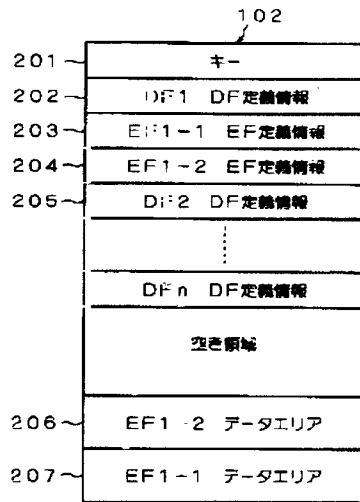 102
201 キー
202 DF1 DF定義情報
203 EF1-1 EF定義情報
204 EF1-2 EF定義情報
205 DF2 DF定義情報
DFn DF定義情報
空き領域
206 EF1-2 データエリア
207 EF1-1 データエリア